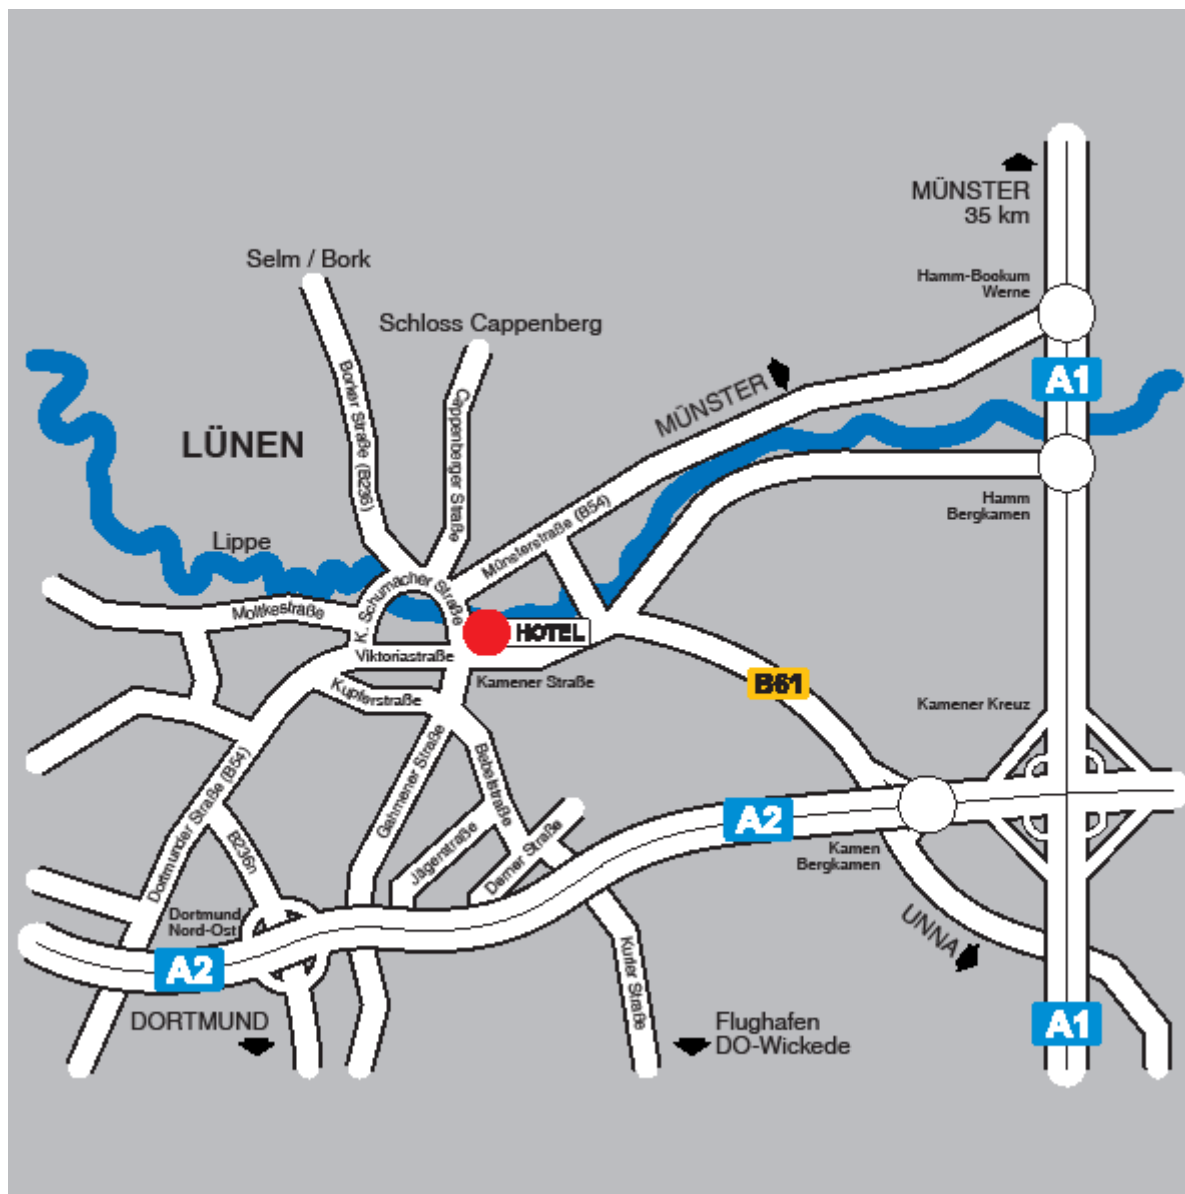 MÜNSTER
35 km
Selm / Bork
Hamm-Bookum
Werne
Schloss Cappenberg
A1
MÜNSTER
Borker Straße (B236)
Cappenberger Straße
LÜNEN
Hamm
Bergkamen
Münsterstraße (B54)
Lippe
K. Schumacher Straße
Moltkestraße
HOTEL
Viktoriastraße
Kamener Straße
B61
Kupferstraße
Kamener Kreuz
Dortmunder Straße (B54)
Gahmener Straße
Bebelstraße
A2
B236n
Jägerstraße
Derner Straße
Kamen
Bergkamen
Dortmund
Nord-Ost
UNNA
A2
Kurler Straße
DORTMUND
Flughafen
DO-Wickede
A1